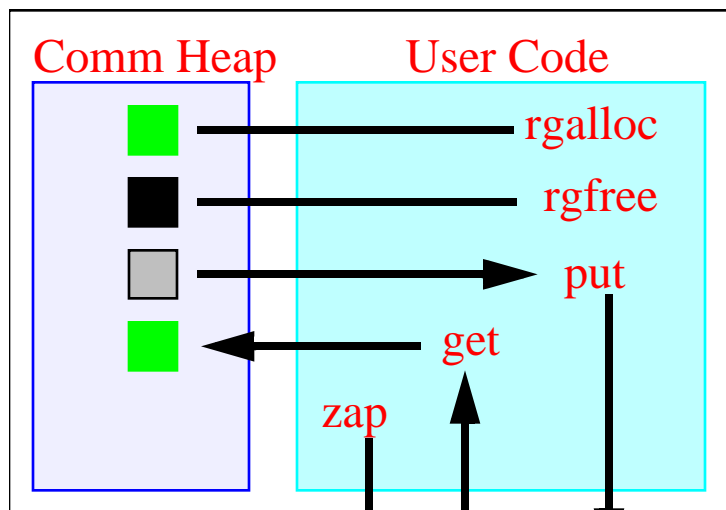 Comm Heap
User Code
rgalloc
rgfree
put
get
zap